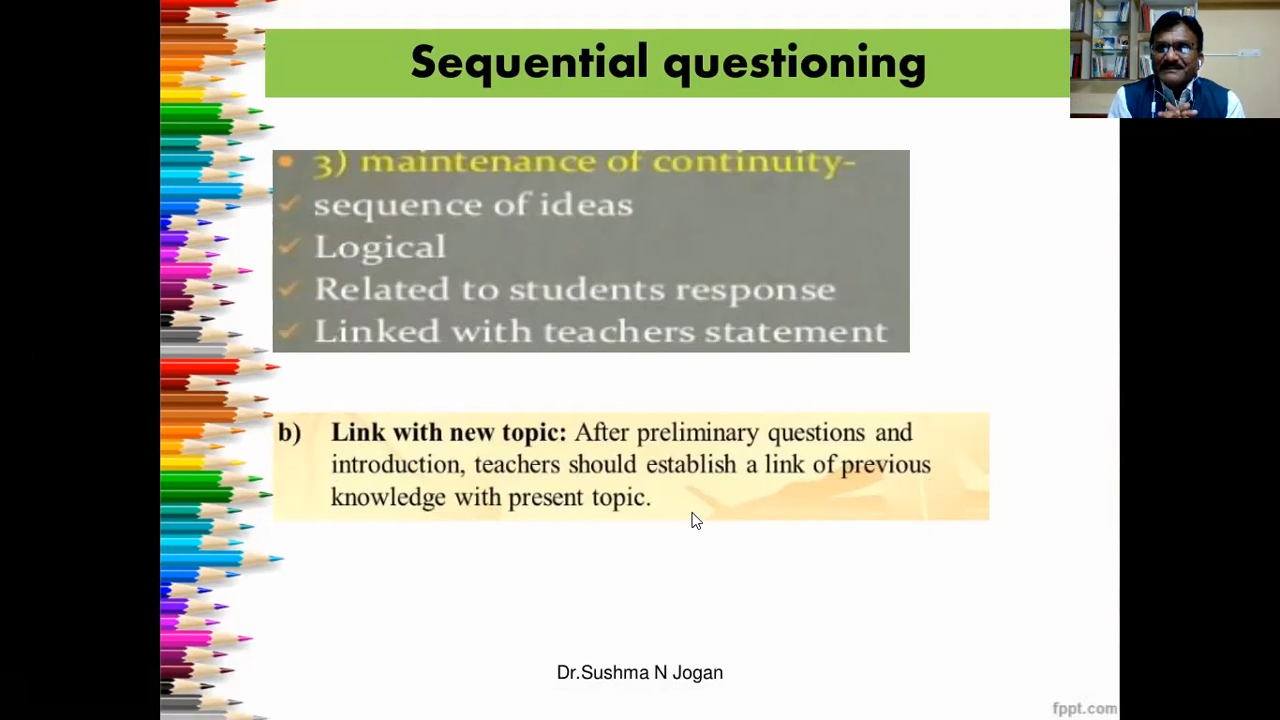 Sequential questioning
3) maintenance of continuity-
sequence of ideas
Logical
Related to students response
Linked with teachers statement
b) Link with new topic: After preliminary questions and
introduction, teachers should establish a link of previous
knowledge with present topic.
Dr.Sushma N Jogan
fppt.com